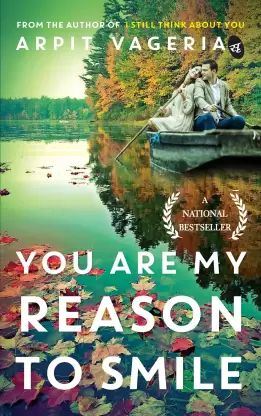 FROM THE AUTHOR OF I STILL THINK ABOUT YOU
ARPIT VAGERIA
A
NATIONAL
BESTSELLER
YOU ARE MY
REASON
TO SMILE